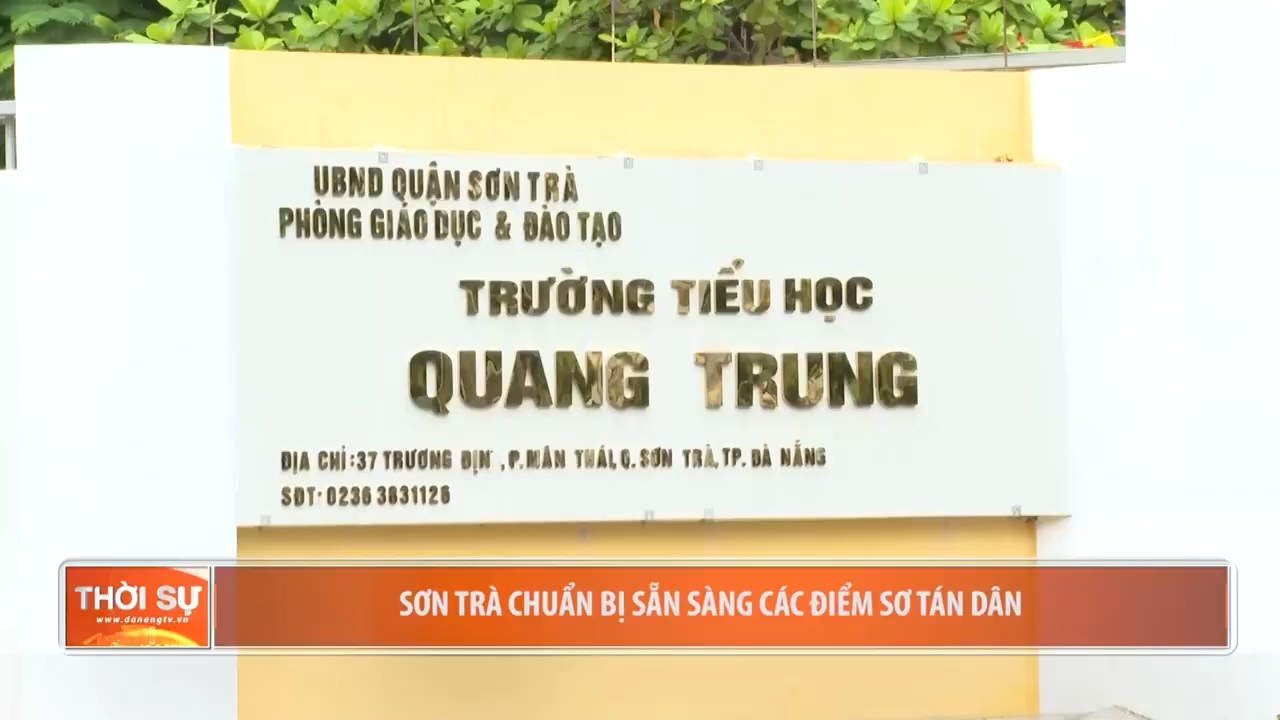 UBND QUẬN SƠN TRÀ
PHÒNG GIÁO DỤC & ĐÀO TẠO
TRƯỜNG TIỂU HỌC
QUANG TRUNG
ĐỊA CHỈ: 37 TRƯƠNG ĐỊN , P. MÂN THÁI, Q. SƠN TRÀ, TP. ĐÀ NẴNG
SĐT: 0236 3831126
THỜI SỰ
www.danangtv.vn
SƠN TRÀ CHUẨN BỊ SẴN SÀNG CÁC ĐIỂM SƠ TÁN DÂN